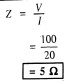 Z = V / I
= 100 / 20
= 5 Ω